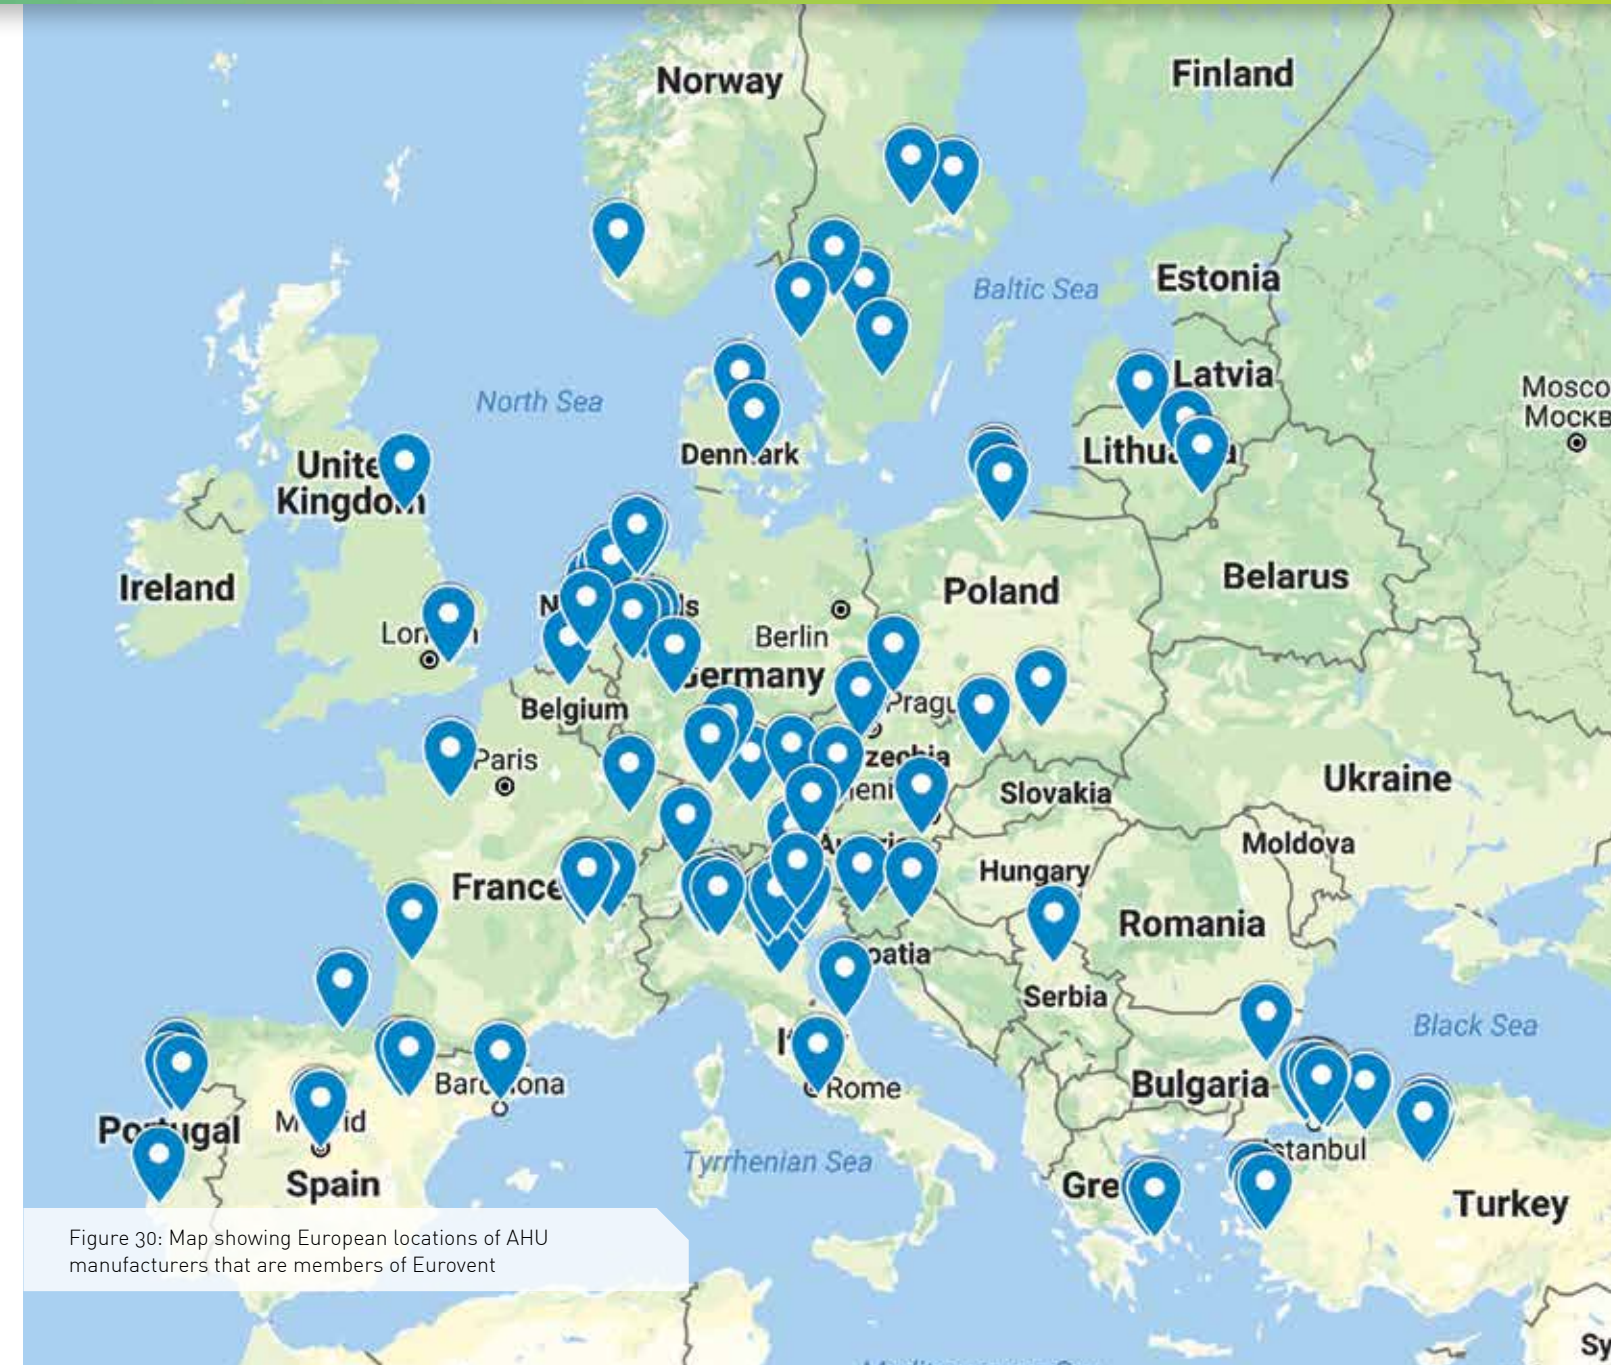 Norway
Finland
Baltic Sea
Estonia
North Sea
Latvia
Mosco
Москв
Denmark
Unite
Kingdom
Ireland
Poland
Belarus
Berlin
Germany
Belgium
Paris
Slovakia
Ukraine
Moldova
Hungary
France
Romania
Serbia
Black Sea
Rome
Bulgaria
Portugal
Spain
Tyrrhenian Sea
Turkey
Figure 30: Map showing European locations of AHU
manufacturers that are members of Eurovent
Sy